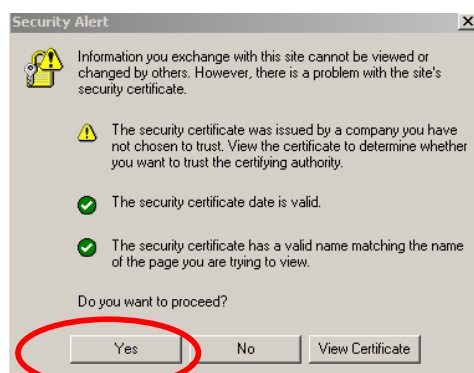 Security Alert
Information you exchange with this site cannot be viewed or
changed by others. However, there is a problem with the site's
security certificate.
The security certificate was issued by a company you have
not chosen to trust. View the certificate to determine whether
you want to trust the certifying authority.
The security certificate date is valid.
The security certificate has a valid name matching the name
of the page you are trying to view.
Do you want to proceed?
Yes No View Certificate